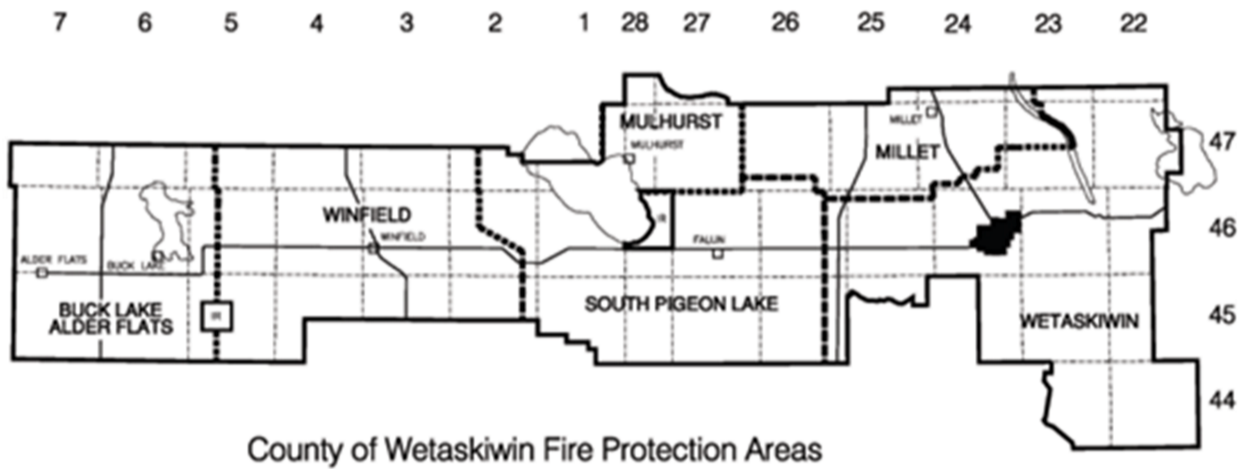 7 6 5 4 3 2 1 28 27 26 25 24 23 22
MULHURST
MULHURST
MILLET
MILLET
47
WINFIELD
WINFIELD
IR
FALUN
46
ALDER FLATS
BUCK LAKE
BUCK LAKE
ALDER FLATS
IR
SOUTH PIGEON LAKE
WETASKIWIN
45
44
County of Wetaskiwin Fire Protection Areas